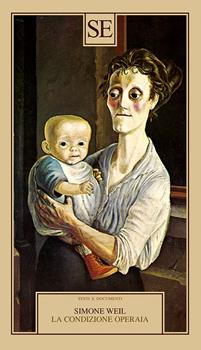 SE
TESTI E DOCUMENTI
SIMONE WEIL
LA CONDIZIONE OPERAIA